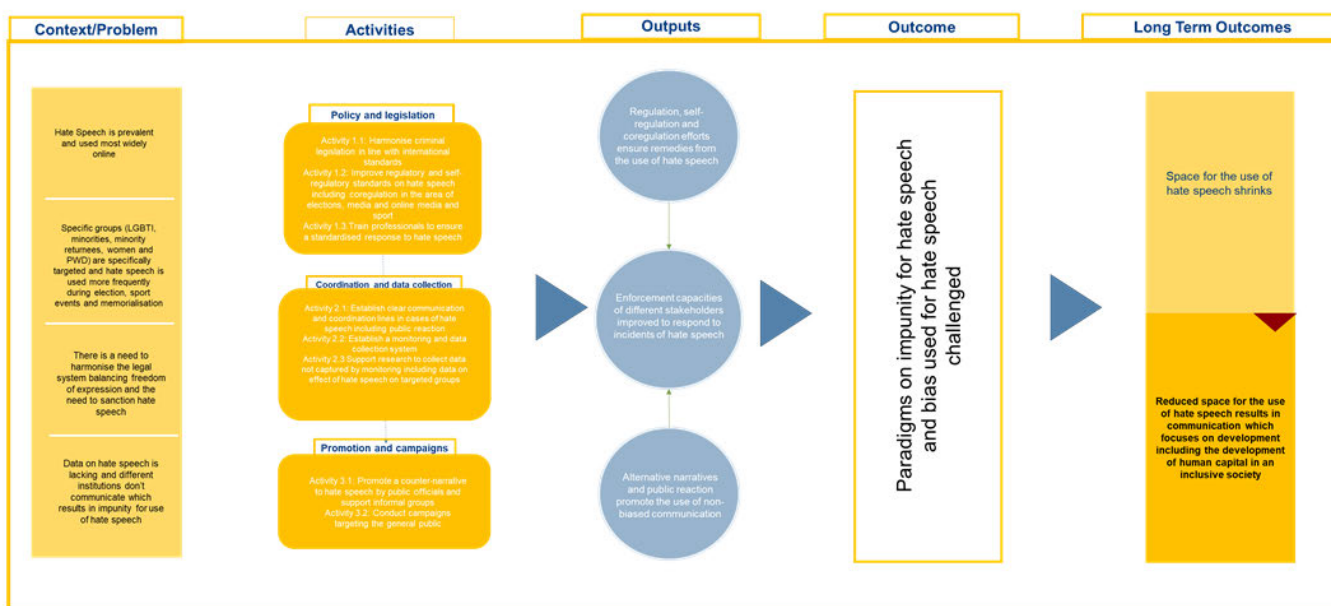 Context/Problem
Activities
Outputs
Outcome
Long Term Outcomes
Hate Speech is prevalent
and used most widely
online
Specific groups (LGBTI,
minorities, minority
returnees, women and
PWD) are specifically
targeted and hate speech is
used more frequently
during election, sport
events and memorialisation
There is a need to
harmonise the legal
system balancing freedom
of expression and the
need to sanction hate
speech
Data on hate speech is
lacking and different
institutions don't
communicate which
results in impunity for use
of hate speech
Policy and legislation
Activity 1.1: Harmonise criminal
legislation in line with international
standards
Activity 1.2: Improve regulatory and self-
regulatory standards on hate speech
including coregulation in the area of
elections, media and online media and
sport
Activity 1.3.Train professionals to ensure
a standardised response to hate speech
Coordination and data collection
Activity 2.1: Establish clear communication
and coordination lines in cases of hate
speech including public reaction
Activity 2.2: Establish a monitoring and data
collection system
Activity 2.3:Support research to collect data
not captured by monitoring including data on
effect of hate speech on targeted groups
Promotion and campaigns
Activity 3.1: Promote a counter-narrative
to hate speech by public officials and
support informal groups
Activity 3.2: Conduct campaigns
targeting the general public
Regulation, self-
regulation and
coregulation efforts
ensure remedies from
the use of hate speech
Enforcement capacities
of different stakeholders
improved to respond to
incidents of hate speech
Alternative narratives
and public reaction
promote the use of non-
biased communication
Paradigms on impunity for hate speech
and bias used for hate speech
challenged
Space for the use of
hate speech shrinks
Reduced space for the use
of hate speech results in
communication which
focuses on development
including the development
of human capital in an
inclusive society